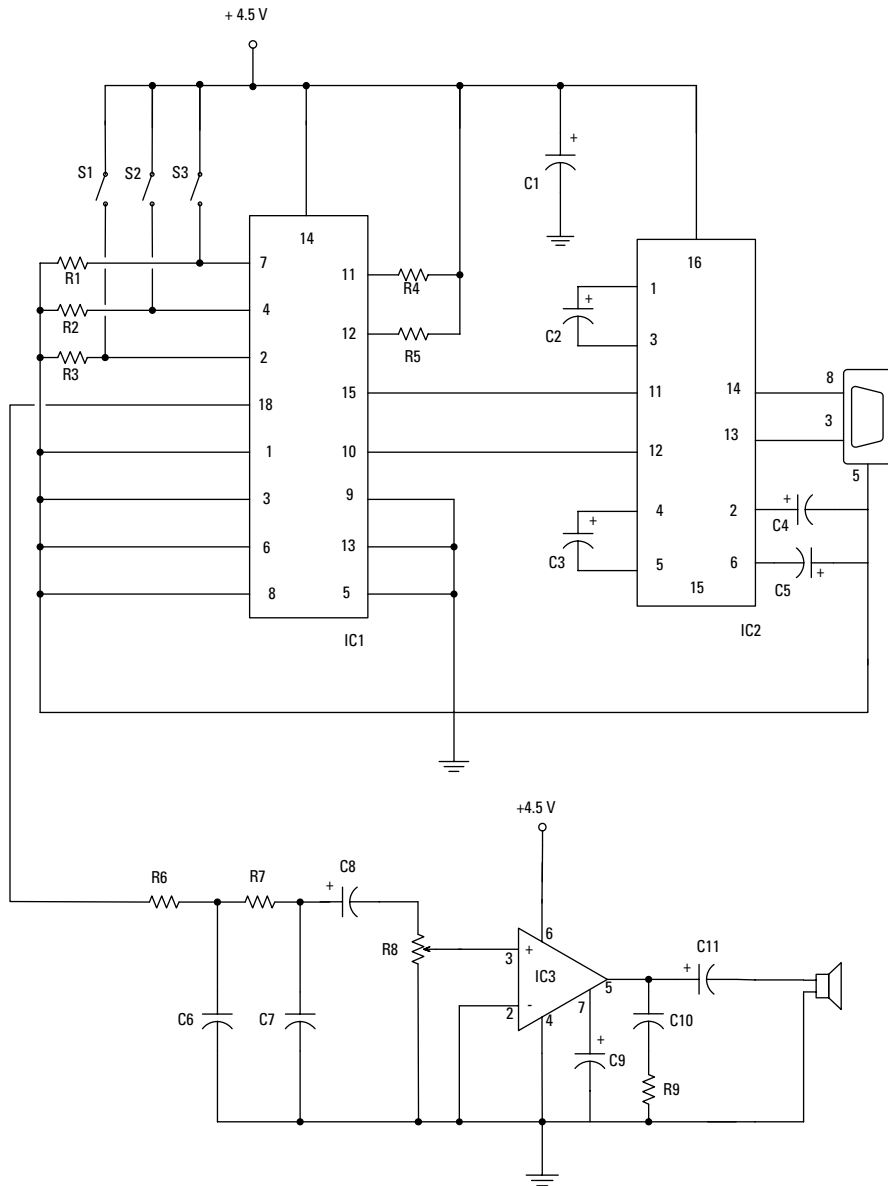 + 4.5 V
S1 S2 S3
+
C1
14
16
7
R1
11
R4
1
+
4
R2
C2
12
R5
3
2
R3
8
18
15
11
14
3
1
10
12
13
5
3
9
4
2
+
C4
+
6
13
C3
5
6
C5
+
8
5
15
IC1
IC2
+4.5 V
R6
R7
C8
+
6
C11
R8
3
+
IC3
5
+
2
-
7
4
C6
C7
+
C10
C9
R9